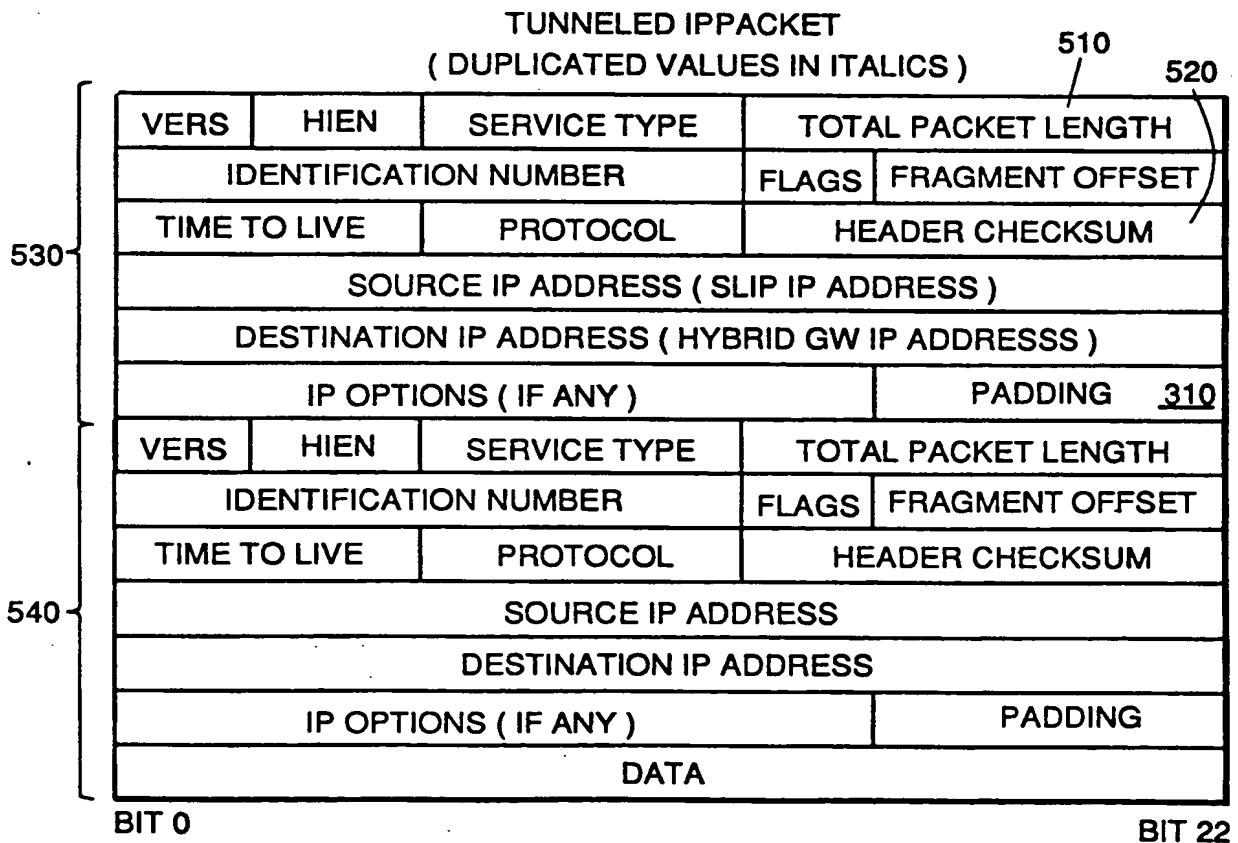 TUNNELED IPPACKET
( DUPLICATED VALUES IN ITALICS )
510
520
VERS HIEN SERVICE TYPE TOTAL PACKET LENGTH
IDENTIFICATION NUMBER FLAGS FRAGMENT OFFSET
TIME TO LIVE PROTOCOL HEADER CHECKSUM
530
SOURCE IP ADDRESS ( SLIP IP ADDRESS )
DESTINATION IP ADDRESS ( HYBRID GW IP ADDRESSS )
IP OPTIONS ( IF ANY ) PADDING 310
VERS HIEN SERVICE TYPE TOTAL PACKET LENGTH
IDENTIFICATION NUMBER FLAGS FRAGMENT OFFSET
TIME TO LIVE PROTOCOL HEADER CHECKSUM
540
SOURCE IP ADDRESS
DESTINATION IP ADDRESS
IP OPTIONS ( IF ANY ) PADDING
DATA
BIT 0 BIT 22